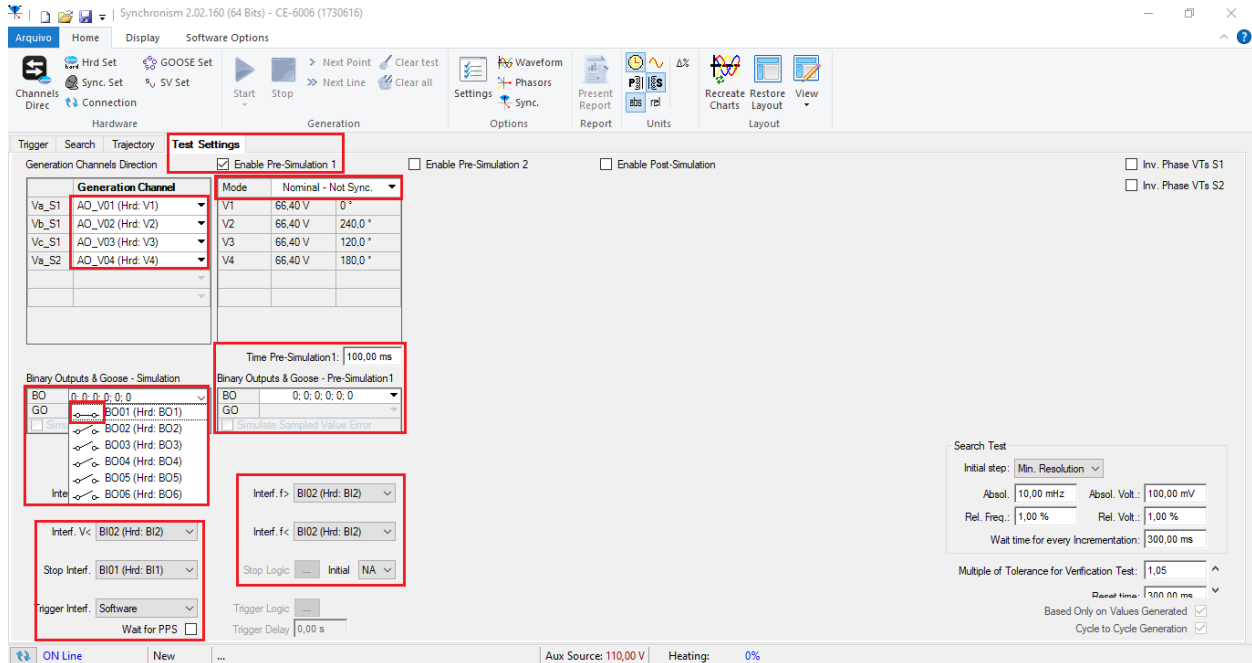 Synchronism 2.02.160 (64 Bits) - CE-6006 (1730616)
Arquivo Home Display Software Options
Hrd Set GOOSE Set Next Point Clear test Waveform Δ%
Sync. Set SV Set Next Line Clear all Phasors
Channels Direc Connection Start Stop Settings Sync. Present Report abs rel Recreate Charts Restore Layout View
Hardware Generation Options Report Units Layout
Trigger Search Trajectory Test Settings
Generation Channels Direction Enable Pre-Simulation 1 Enable Pre-Simulation 2 Enable Post-Simulation Inv. Phase VTs S1
Generation Channel Mode Nominal - Not Sync. Inv. Phase VTs S2
Va_S1 AO_V01 (Hrd: V1) V1 66,40 V 0 °
Vb_S1 AO_V02 (Hrd: V2) V2 66,40 V 240,0 °
Vc_S1 AO_V03 (Hrd: V3) V3 66,40 V 120,0 °
Va_S2 AO_V04 (Hrd: V4) V4 66,40 V 180,0 °
Time Pre-Simulation1: 100,00 ms
Binary Outputs & Goose - Simulation Binary Outputs & Goose - Pre-Simulation1
BO 0; 0; 0; 0; 0; 0 BO 0; 0; 0; 0; 0; 0
GO BO01 (Hrd: BO1) GO
Simu BO02 (Hrd: BO2) Simulate Sampled Value Error
BO03 (Hrd: BO3)
BO04 (Hrd: BO4)
BO05 (Hrd: BO5)
Inte BO06 (Hrd: BO6) Interf. f> BI02 (Hrd: BI2)
Interf. V< BI02 (Hrd: BI2) Interf. f< BI02 (Hrd: BI2)
Stop Interf. BI01 (Hrd: BI1) Stop Logic ... Initial NA
Trigger Interf. Software Trigger Logic ...
Wait for PPS Trigger Delay 0,00 s
Search Test
Initial step: Min. Resolution
Absol. 10,00 mHz Absol. Volt.: 100,00 mV
Rel. Freq.: 1,00 % Rel. Volt.: 1,00 %
Wait time for every Incrementation: 300,00 ms
Multiple of Tolerance for Verification Test: 1,05
Reset time: 300,00 ms
Based Only on Values Generated
Cycle to Cycle Generation
ON Line New ... Aux Source: 110,00 V Heating: 0%